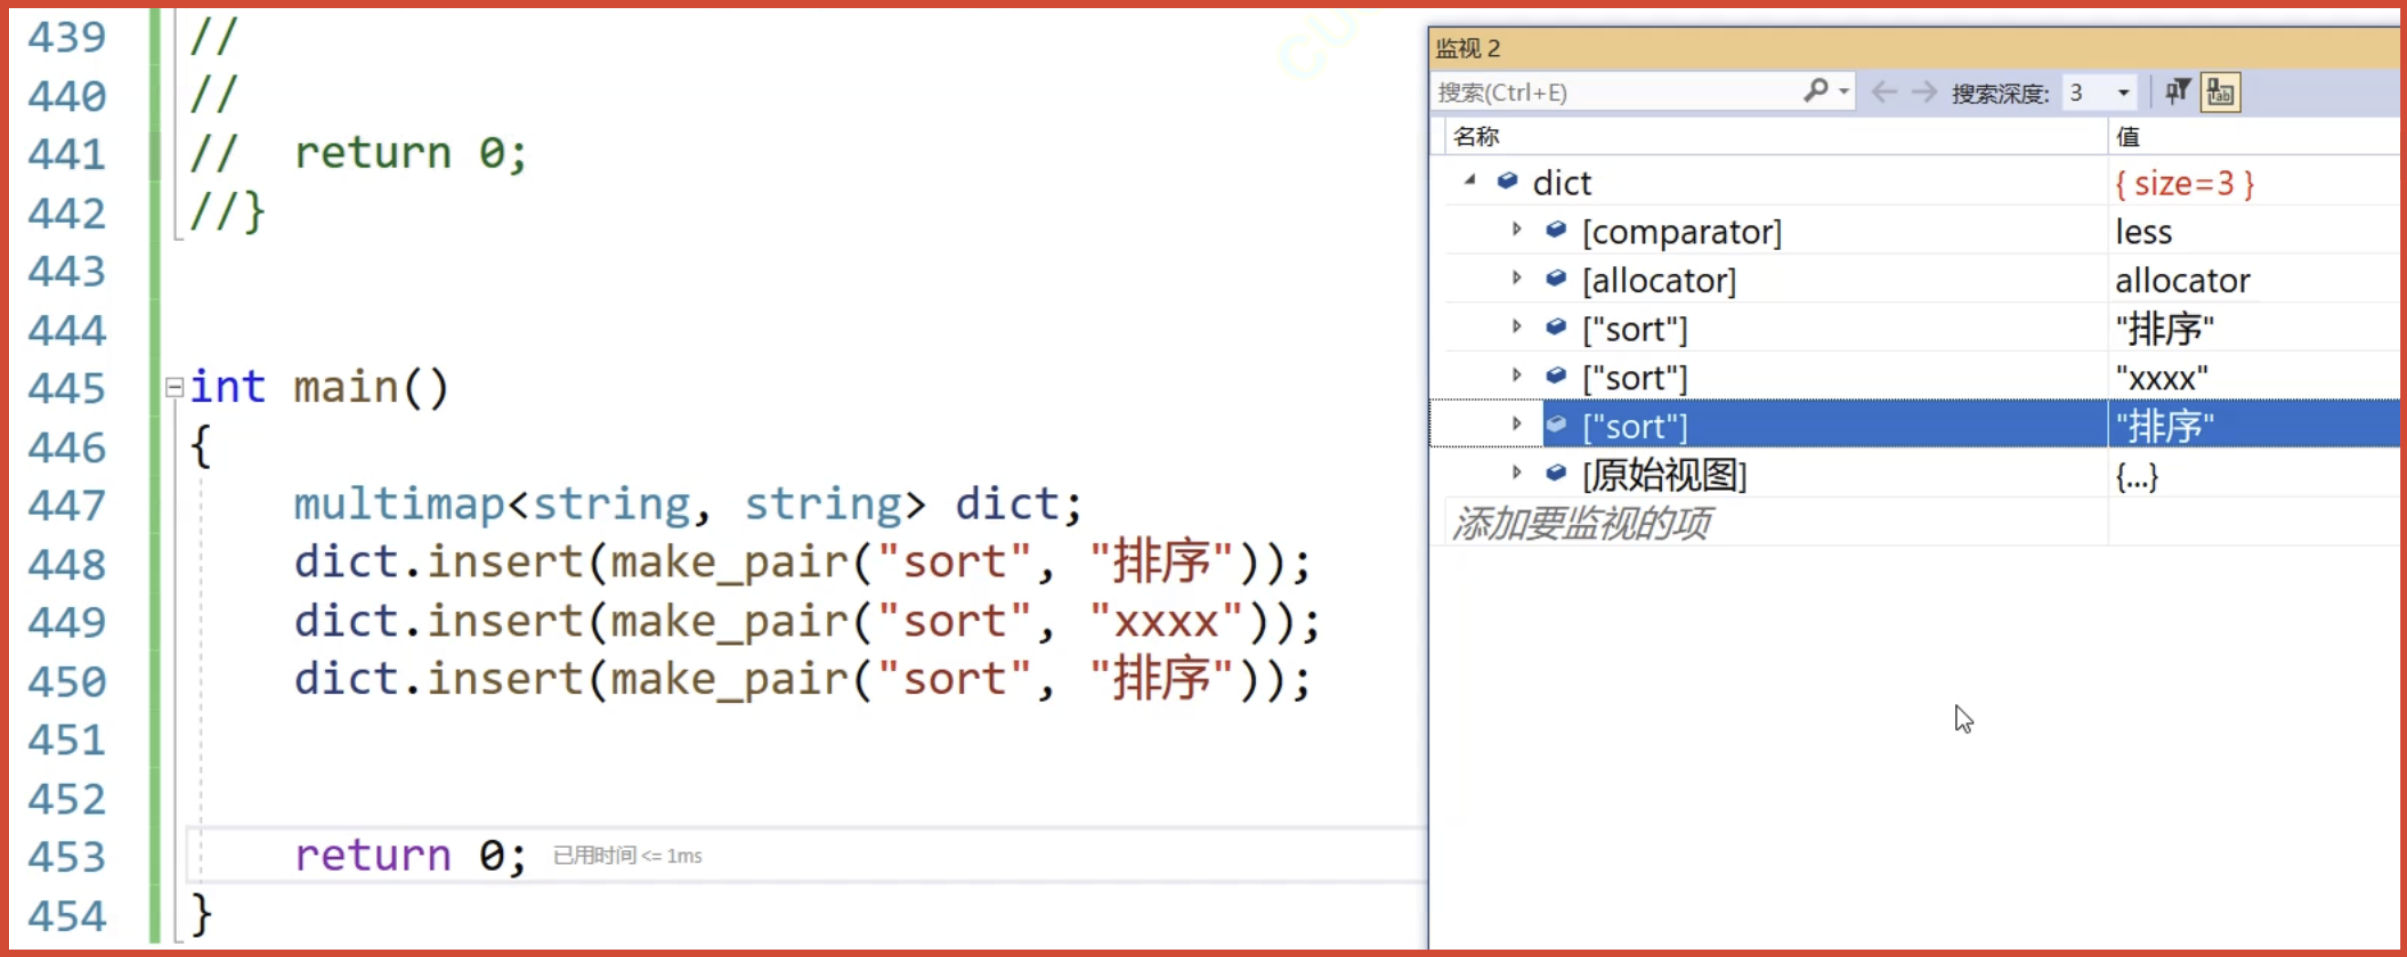 439 //
440 //
441 // return 0;
442 //}
443
444
445 int main()
446 {
447 multimap<string, string> dict;
448 dict.insert(make_pair("sort", "排序"));
449 dict.insert(make_pair("sort", "xxxx"));
450 dict.insert(make_pair("sort", "排序"));
451
452
453 return 0; 已用时间 <= 1ms
454 }
监视 2
搜索(Ctrl+E) 搜索深度: 3
名称 值
dict { size=3 }
[comparator] less
[allocator] allocator
["sort"] "排序"
["sort"] "xxxx"
["sort"] "排序"
[原始视图] {...}
添加要监视的项